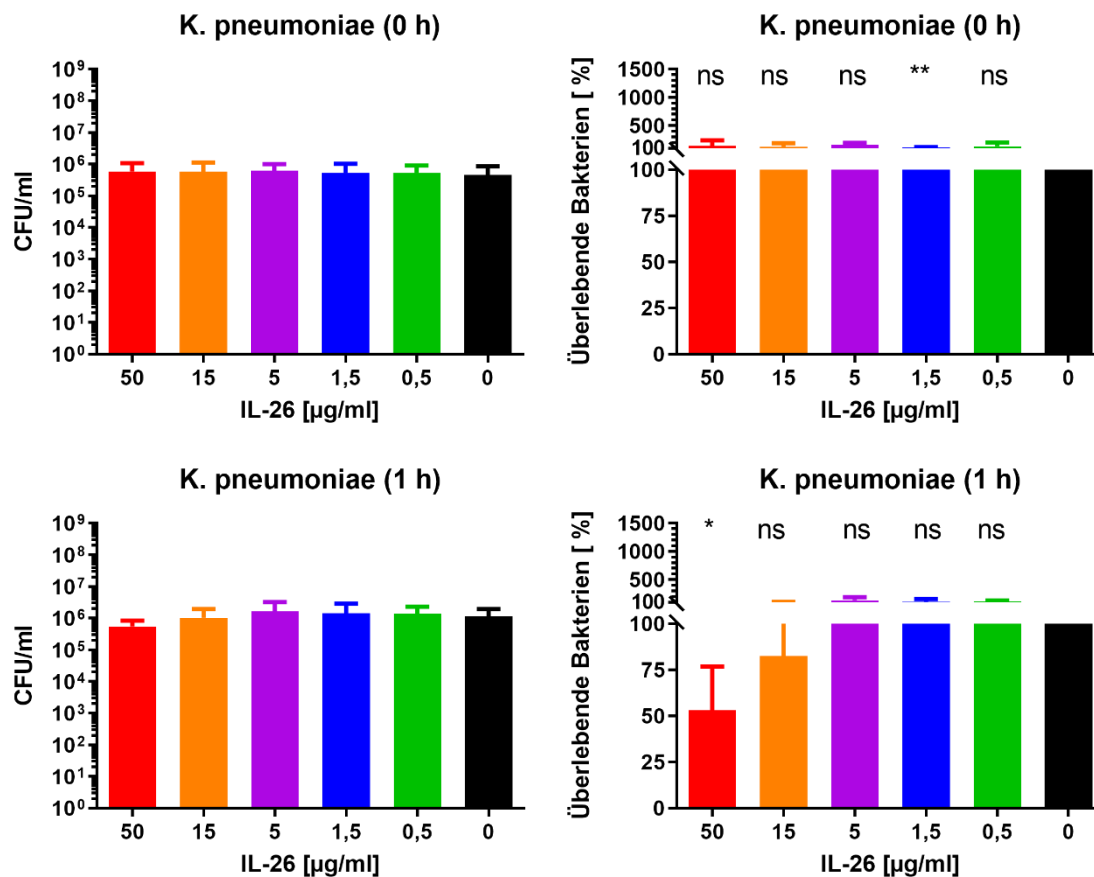 K. pneumoniae (0 h)
CFU/ml
10⁹
10⁸
10⁷
10⁶
10⁵
10⁴
10³
10²
10¹
10⁰
50 15 5 1,5 0,5 0
IL-26 [µg/ml]
K. pneumoniae (0 h)
Überlebende Bakterien [ %]
ns ns ns ** ns
1500
1000
500
100
100
75
50
25
0
50 15 5 1,5 0,5 0
IL-26 [µg/ml]
K. pneumoniae (1 h)
CFU/ml
10⁹
10⁸
10⁷
10⁶
10⁵
10⁴
10³
10²
10¹
10⁰
50 15 5 1,5 0,5 0
IL-26 [µg/ml]
K. pneumoniae (1 h)
Überlebende Bakterien [ %]
* ns ns ns ns
1500
1000
500
100
100
75
50
25
0
50 15 5 1,5 0,5 0
IL-26 [µg/ml]